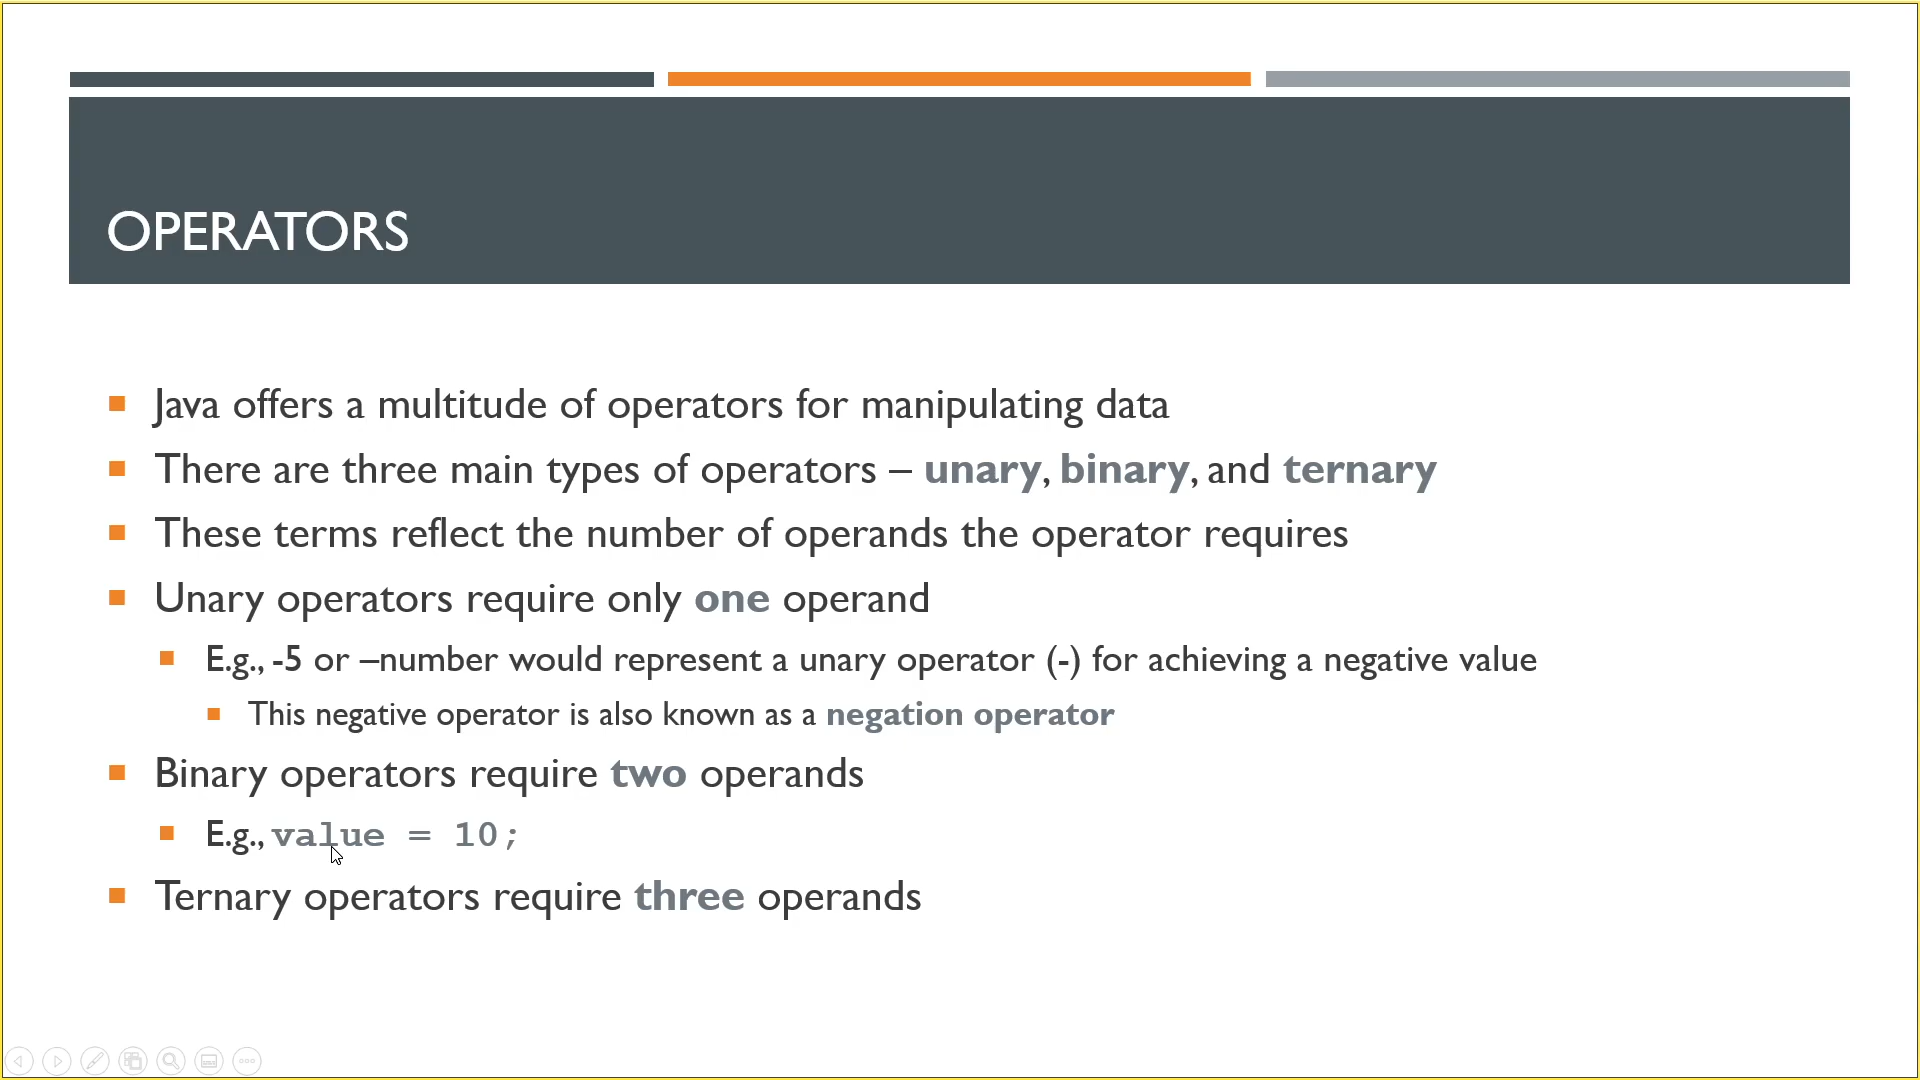 OPERATORS
Java offers a multitude of operators for manipulating data
There are three main types of operators – unary, binary, and ternary
These terms reflect the number of operands the operator requires
Unary operators require only one operand
E.g., -5 or –number would represent a unary operator (-) for achieving a negative value
This negative operator is also known as a negation operator
Binary operators require two operands
E.g., value = 10;
Ternary operators require three operands